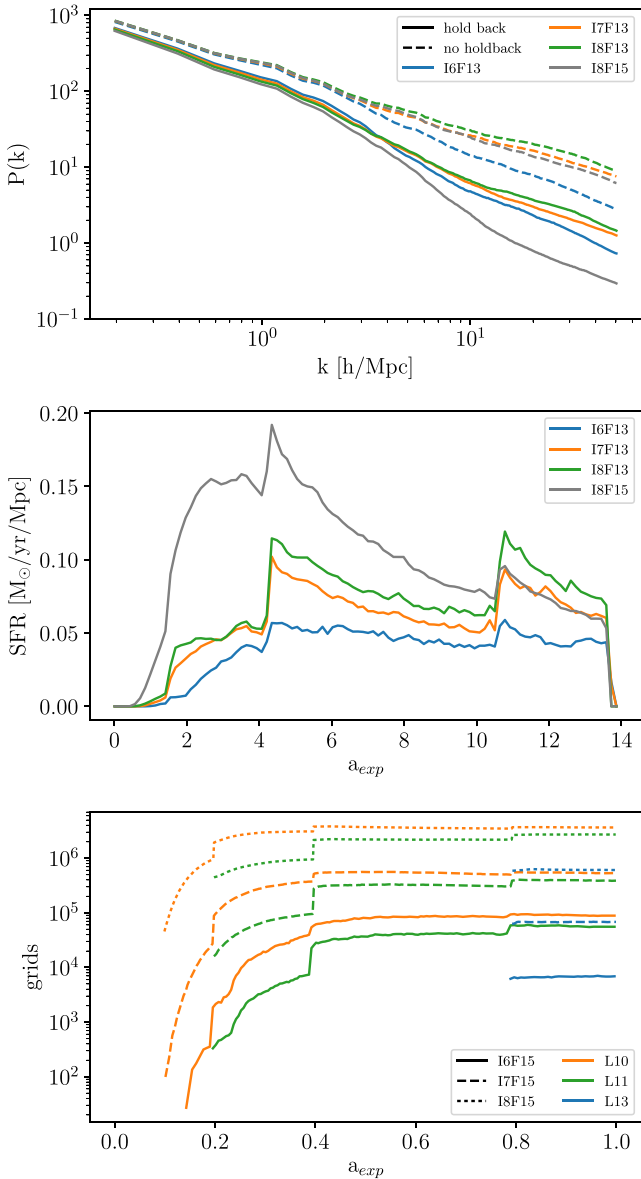 10³
10²
10¹
10⁰
10⁻¹
P(k)
hold back
no holdback
I6F13
I7F13
I8F13
I8F15
10⁰
10¹
k [h/Mpc]
0.20
0.15
0.10
0.05
0.00
SFR [M⊙/yr/Mpc]
I6F13
I7F13
I8F13
I8F15
0
2
4
6
8
10
12
14
a_exp
10⁶
10⁵
10⁴
10³
10²
grids
I6F15
I7F15
I8F15
L10
L11
L13
0.0
0.2
0.4
0.6
0.8
1.0
a_exp